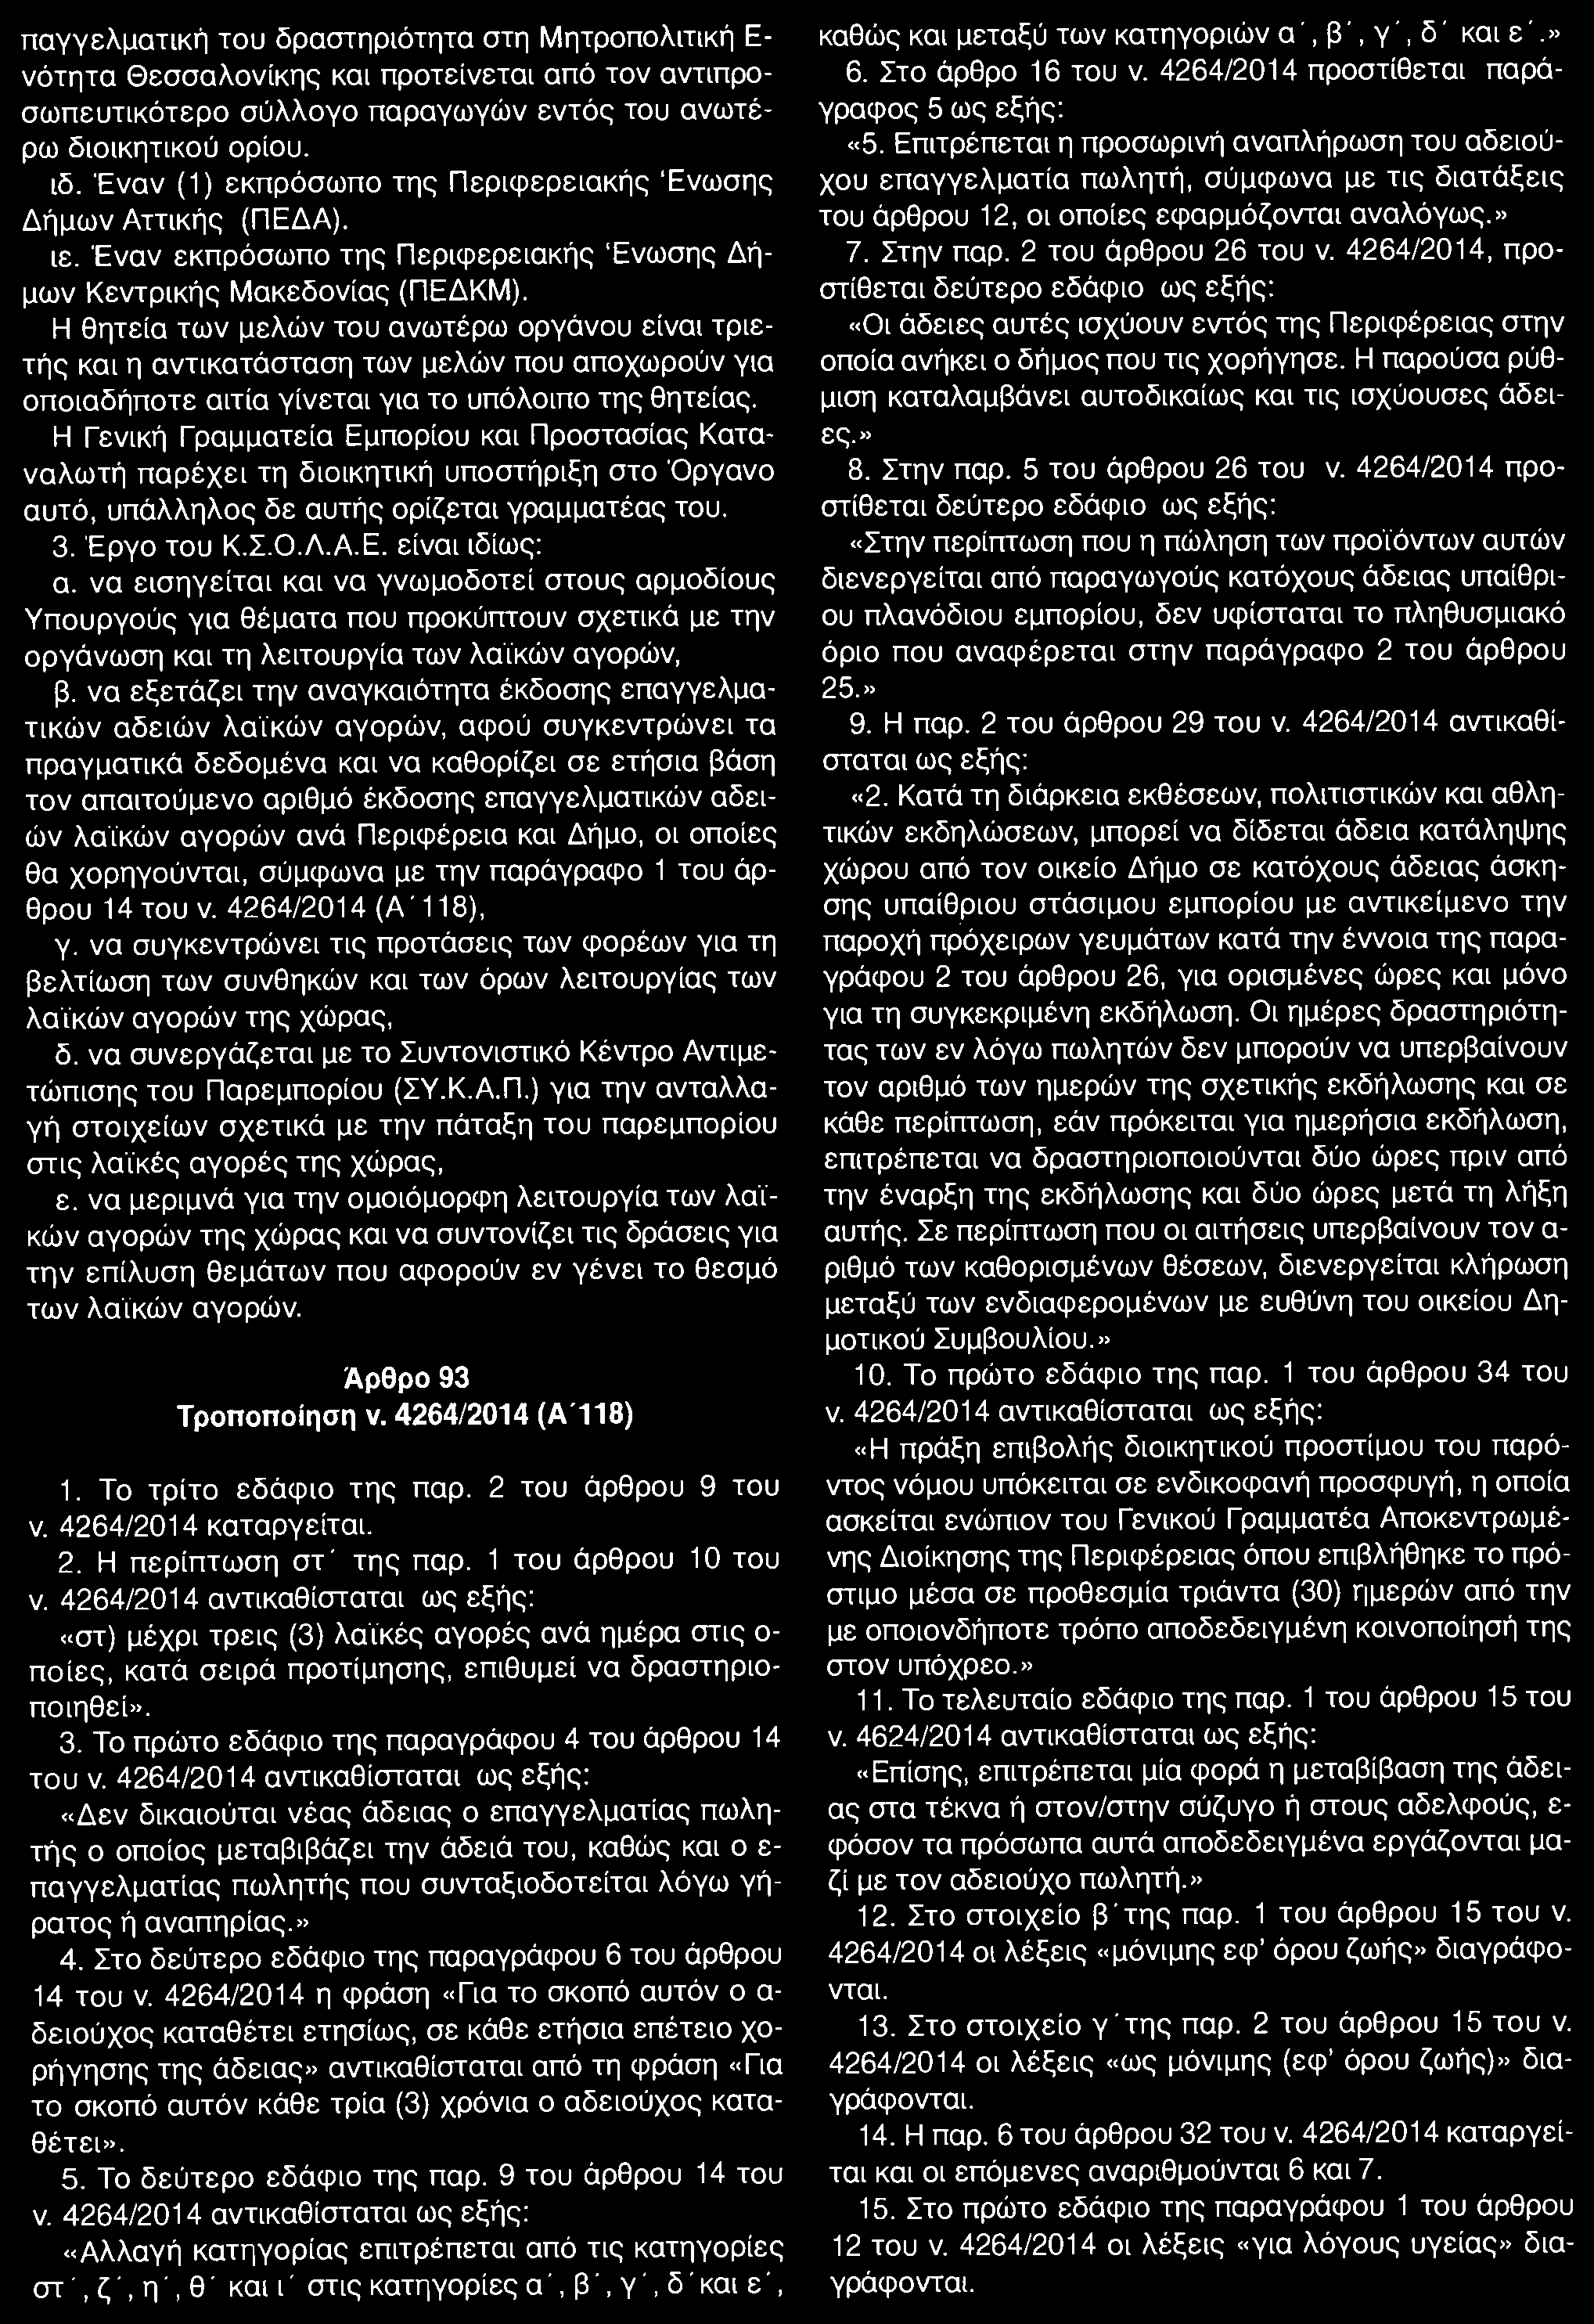 παγγελματική του δραστηριότητα στη Μητροπολιτική Ε-
νότητα Θεσσαλονίκης και προτείνεται από τον αντιπρο-
σωπευτικότερο σύλλογο παραγωγών εντός του ανωτέ-
ρω διοικητικού ορίου.
ιδ. Έναν (1) εκπρόσωπο της Περιφερειακής Ένωσης
Δήμων Αττικής (ΠΕΔΑ).
ιε. Έναν εκπρόσωπο της Περιφερειακής Ένωσης Δή-
μων Κεντρικής Μακεδονίας (ΠΕΔΚΜ).
Η θητεία των μελών του ανωτέρω οργάνου είναι τριε-
τής και η αντικατάσταση των μελών που αποχωρούν για
οποιαδήποτε αιτία γίνεται για το υπόλοιπο της θητείας.
Η Γενική Γραμματεία Εμπορίου και Προστασίας Κατα-
ναλωτή παρέχει τη διοικητική υποστήριξη στο Όργανο
αυτό, υπάλληλος δε αυτής ορίζεται γραμματέας του.
3. Έργο του Κ.Σ.Ο.Λ.Α.Ε. είναι ιδίως:
α. να εισηγείται και να γνωμοδοτεί στους αρμοδίους
Υπουργούς για θέματα που προκύπτουν σχετικά με την
οργάνωση και τη λειτουργία των λαϊκών αγορών,
β. να εξετάζει την αναγκαιότητα έκδοσης επαγγελμα-
τικών αδειών λαϊκών αγορών, αφού συγκεντρώνει τα
πραγματικά δεδομένα και να καθορίζει σε ετήσια βάση
τον απαιτούμενο αριθμό έκδοσης επαγγελματικών αδει-
ών λαϊκών αγορών ανά Περιφέρεια και Δήμο, οι οποίες
θα χορηγούνται, σύμφωνα με την παράγραφο 1 του άρ-
θρου 14 του ν. 4264/2014 (Α΄118),
γ. να συγκεντρώνει τις προτάσεις των φορέων για τη
βελτίωση των συνθηκών και των όρων λειτουργίας των
λαϊκών αγορών της χώρας,
δ. να συνεργάζεται με το Συντονιστικό Κέντρο Αντιμε-
τώπισης του Παρεμπορίου (ΣΥ.Κ.Α.Π.) για την ανταλλα-
γή στοιχείων σχετικά με την πάταξη του παρεμπορίου
στις λαϊκές αγορές της χώρας,
ε. να μεριμνά για την ομοιόμορφη λειτουργία των λαϊ-
κών αγορών της χώρας και να συντονίζει τις δράσεις για
την επίλυση θεμάτων που αφορούν εν γένει το θεσμό
των λαϊκών αγορών.
Άρθρο 93
Τροποποίηση ν. 4264/2014 (Α΄118)
1. Το τρίτο εδάφιο της παρ. 2 του άρθρου 9 του
ν. 4264/2014 καταργείται.
2. Η περίπτωση στ΄ της παρ. 1 του άρθρου 10 του
ν. 4264/2014 αντικαθίσταται ως εξής:
«στ) μέχρι τρεις (3) λαϊκές αγορές ανά ημέρα στις ο-
ποίες, κατά σειρά προτίμησης, επιθυμεί να δραστηριο-
ποιηθεί».
3. Το πρώτο εδάφιο της παραγράφου 4 του άρθρου 14
του ν. 4264/2014 αντικαθίσταται ως εξής:
«Δεν δικαιούται νέας άδειας ο επαγγελματίας πωλη-
τής ο οποίος μεταβιβάζει την άδειά του, καθώς και ο ε-
παγγελματίας πωλητής που συνταξιοδοτείται λόγω γή-
ρατος ή αναπηρίας.»
4. Στο δεύτερο εδάφιο της παραγράφου 6 του άρθρου
14 του ν. 4264/2014 η φράση «Για το σκοπό αυτόν ο α-
δειούχος καταθέτει ετησίως, σε κάθε ετήσια επέτειο χο-
ρήγησης της άδειας» αντικαθίσταται από τη φράση «Για
το σκοπό αυτόν κάθε τρία (3) χρόνια ο αδειούχος κατα-
θέτει».
5. Το δεύτερο εδάφιο της παρ. 9 του άρθρου 14 του
ν. 4264/2014 αντικαθίσταται ως εξής:
«Αλλαγή κατηγορίας επιτρέπεται από τις κατηγορίες
στ΄, ζ΄, η΄, θ΄ και ι΄ στις κατηγορίες α΄, β΄, γ΄, δ΄και ε΄,
καθώς και μεταξύ των κατηγοριών α΄, β΄, γ΄, δ΄ και ε΄.»
6. Στο άρθρο 16 του ν. 4264/2014 προστίθεται παρά-
γραφος 5 ως εξής:
«5. Επιτρέπεται η προσωρινή αναπλήρωση του αδειού-
χου επαγγελματία πωλητή, σύμφωνα με τις διατάξεις
του άρθρου 12, οι οποίες εφαρμόζονται αναλόγως.»
7. Στην παρ. 2 του άρθρου 26 του ν. 4264/2014, προ-
στίθεται δεύτερο εδάφιο ως εξής:
«Οι άδειες αυτές ισχύουν εντός της Περιφέρειας στην
οποία ανήκει ο δήμος που τις χορήγησε. Η παρούσα ρύθ-
μιση καταλαμβάνει αυτοδικαίως και τις ισχύουσες άδει-
ες.»
8. Στην παρ. 5 του άρθρου 26 του ν. 4264/2014 προ-
στίθεται δεύτερο εδάφιο ως εξής:
«Στην περίπτωση που η πώληση των προϊόντων αυτών
διενεργείται από παραγωγούς κατόχους άδειας υπαίθρι-
ου πλανόδιου εμπορίου, δεν υφίσταται το πληθυσμιακό
όριο που αναφέρεται στην παράγραφο 2 του άρθρου
25.»
9. Η παρ. 2 του άρθρου 29 του ν. 4264/2014 αντικαθί-
σταται ως εξής:
«2. Κατά τη διάρκεια εκθέσεων, πολιτιστικών και αθλη-
τικών εκδηλώσεων, μπορεί να δίδεται άδεια κατάληψης
χώρου από τον οικείο Δήμο σε κατόχους άδειας άσκη-
σης υπαίθριου στάσιμου εμπορίου με αντικείμενο την
παροχή πρόχειρων γευμάτων κατά την έννοια της παρα-
γράφου 2 του άρθρου 26, για ορισμένες ώρες και μόνο
για τη συγκεκριμένη εκδήλωση. Οι ημέρες δραστηριότη-
τας των εν λόγω πωλητών δεν μπορούν να υπερβαίνουν
τον αριθμό των ημερών της σχετικής εκδήλωσης και σε
κάθε περίπτωση, εάν πρόκειται για ημερήσια εκδήλωση,
επιτρέπεται να δραστηριοποιούνται δύο ώρες πριν από
την έναρξη της εκδήλωσης και δύο ώρες μετά τη λήξη
αυτής. Σε περίπτωση που οι αιτήσεις υπερβαίνουν τον α-
ριθμό των καθορισμένων θέσεων, διενεργείται κλήρωση
μεταξύ των ενδιαφερομένων με ευθύνη του οικείου Δη-
μοτικού Συμβουλίου.»
10. Το πρώτο εδάφιο της παρ. 1 του άρθρου 34 του
ν. 4264/2014 αντικαθίσταται ως εξής:
«Η πράξη επιβολής διοικητικού προστίμου του παρό-
ντος νόμου υπόκειται σε ενδικοφανή προσφυγή, η οποία
ασκείται ενώπιον του Γενικού Γραμματέα Αποκεντρωμέ-
νης Διοίκησης της Περιφέρειας όπου επιβλήθηκε το πρό-
στιμο μέσα σε προθεσμία τριάντα (30) ημερών από την
με οποιονδήποτε τρόπο αποδεδειγμένη κοινοποίησή της
στον υπόχρεο.»
11. Το τελευταίο εδάφιο της παρ. 1 του άρθρου 15 του
ν. 4624/2014 αντικαθίσταται ως εξής:
«Επίσης, επιτρέπεται μία φορά η μεταβίβαση της άδει-
ας στα τέκνα ή στον/στην σύζυγο ή στους αδελφούς, ε-
φόσον τα πρόσωπα αυτά αποδεδειγμένα εργάζονται μα-
ζί με τον αδειούχο πωλητή.»
12. Στο στοιχείο β΄της παρ. 1 του άρθρου 15 του ν.
4264/2014 οι λέξεις «μόνιμης εφ’ όρου ζωής» διαγράφο-
νται.
13. Στο στοιχείο γ΄της παρ. 2 του άρθρου 15 του ν.
4264/2014 οι λέξεις «ως μόνιμης (εφ’ όρου ζωής)» δια-
γράφονται.
14. Η παρ. 6 του άρθρου 32 του ν. 4264/2014 καταργεί-
ται και οι επόμενες αναριθμούνται 6 και 7.
15. Στο πρώτο εδάφιο της παραγράφου 1 του άρθρου
12 του ν. 4264/2014 οι λέξεις «για λόγους υγείας» δια-
γράφονται.